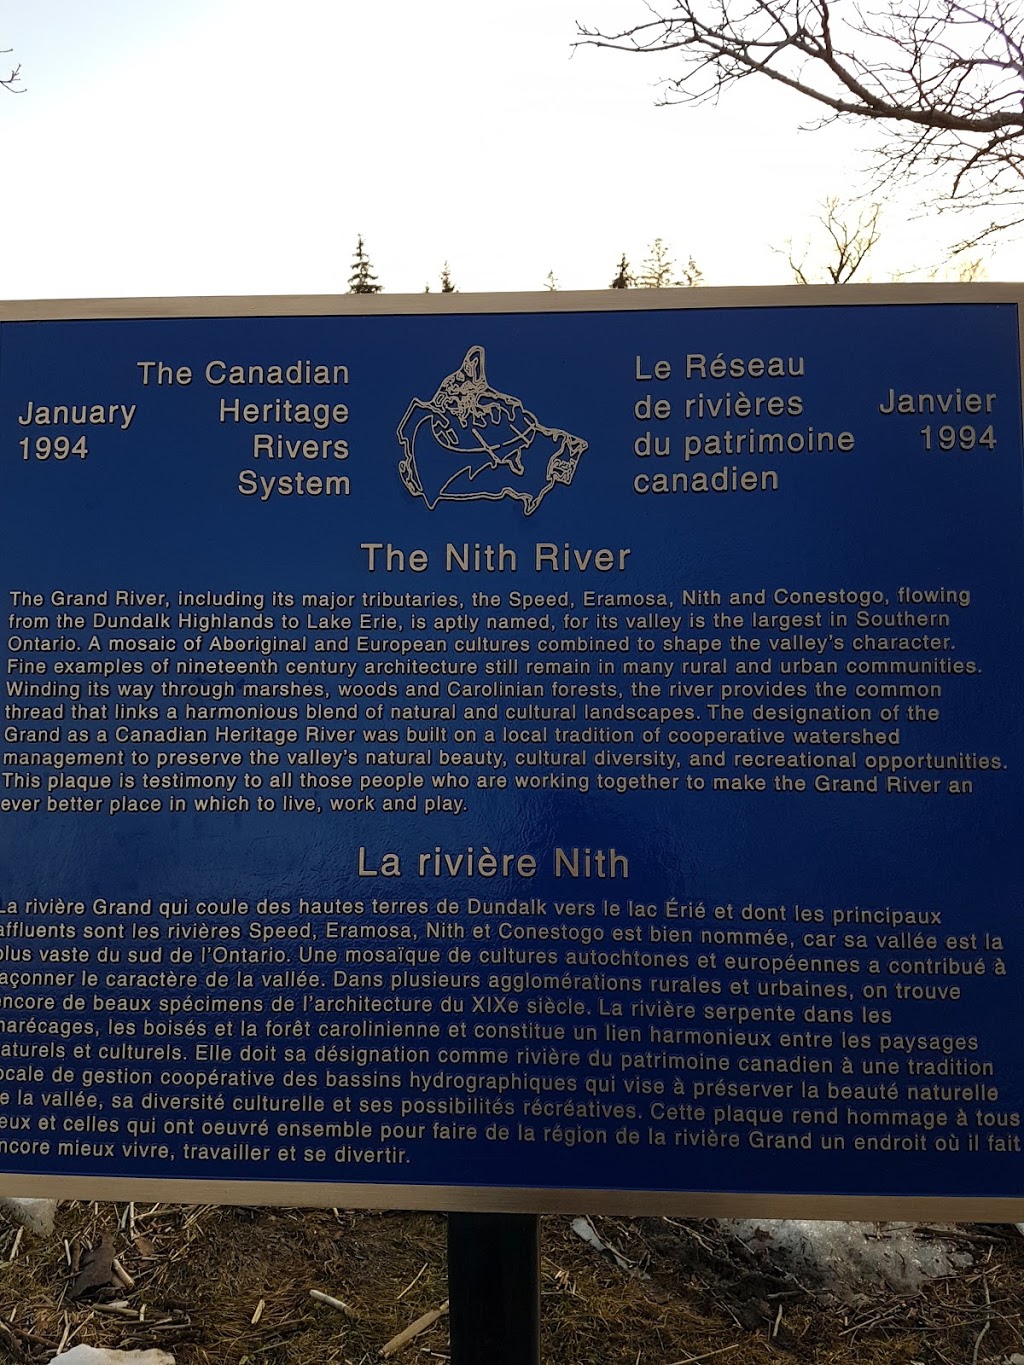 The Canadian
Heritage
Rivers
System
January
1994
Le Réseau
de rivières
du patrimoine
canadien
Janvier
1994
The Nith River
The Grand River, including its major tributaries, the Speed, Eramosa, Nith and Conestogo, flowing
from the Dundalk Highlands to Lake Erie, is aptly named, for its valley is the largest in Southern
Ontario. A mosaic of Aboriginal and European cultures combined to shape the valley's character.
Fine examples of nineteenth century architecture still remain in many rural and urban communities.
Winding its way through marshes, woods and Carolinian forests, the river provides the common
thread that links a harmonious blend of natural and cultural landscapes. The designation of the
Grand as a Canadian Heritage River was built on a local tradition of cooperative watershed
management to preserve the valley's natural beauty, cultural diversity, and recreational opportunities.
This plaque is testimony to all those people who are working together to make the Grand River an
ever better place in which to live, work and play.
La rivière Nith
La rivière Grand qui coule des hautes terres de Dundalk vers le lac Érié et dont les principaux
affluents sont les rivières Speed, Eramosa, Nith et Conestogo est bien nommée, car sa vallée est la
plus vaste du sud de l'Ontario. Une mosaïque de cultures autochtones et européennes a contribué à
açonner le caractère de la vallée. Dans plusieurs agglomérations rurales et urbaines, on trouve
encore de beaux spécimens de l'architecture du XIXe siècle. La rivière serpente dans les
marécages, les boisés et la forêt carolinienne et constitue un lien harmonieux entre les paysages
naturels et culturels. Elle doit sa désignation comme rivière du patrimoine canadien à une tradition
ocale de gestion coopérative des bassins hydrographiques qui vise à préserver la beauté naturelle
e la vallée, sa diversité culturelle et ses possibilités récréatives. Cette plaque rend hommage à tous
eux et celles qui ont oeuvré ensemble pour faire de la région de la rivière Grand un endroit où il fait
ncore mieux vivre, travailler et se divertir.